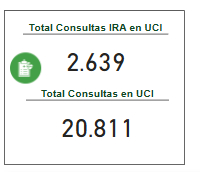 Total Consultas IRA en UCI
2.639
Total Consultas en UCI
20.811